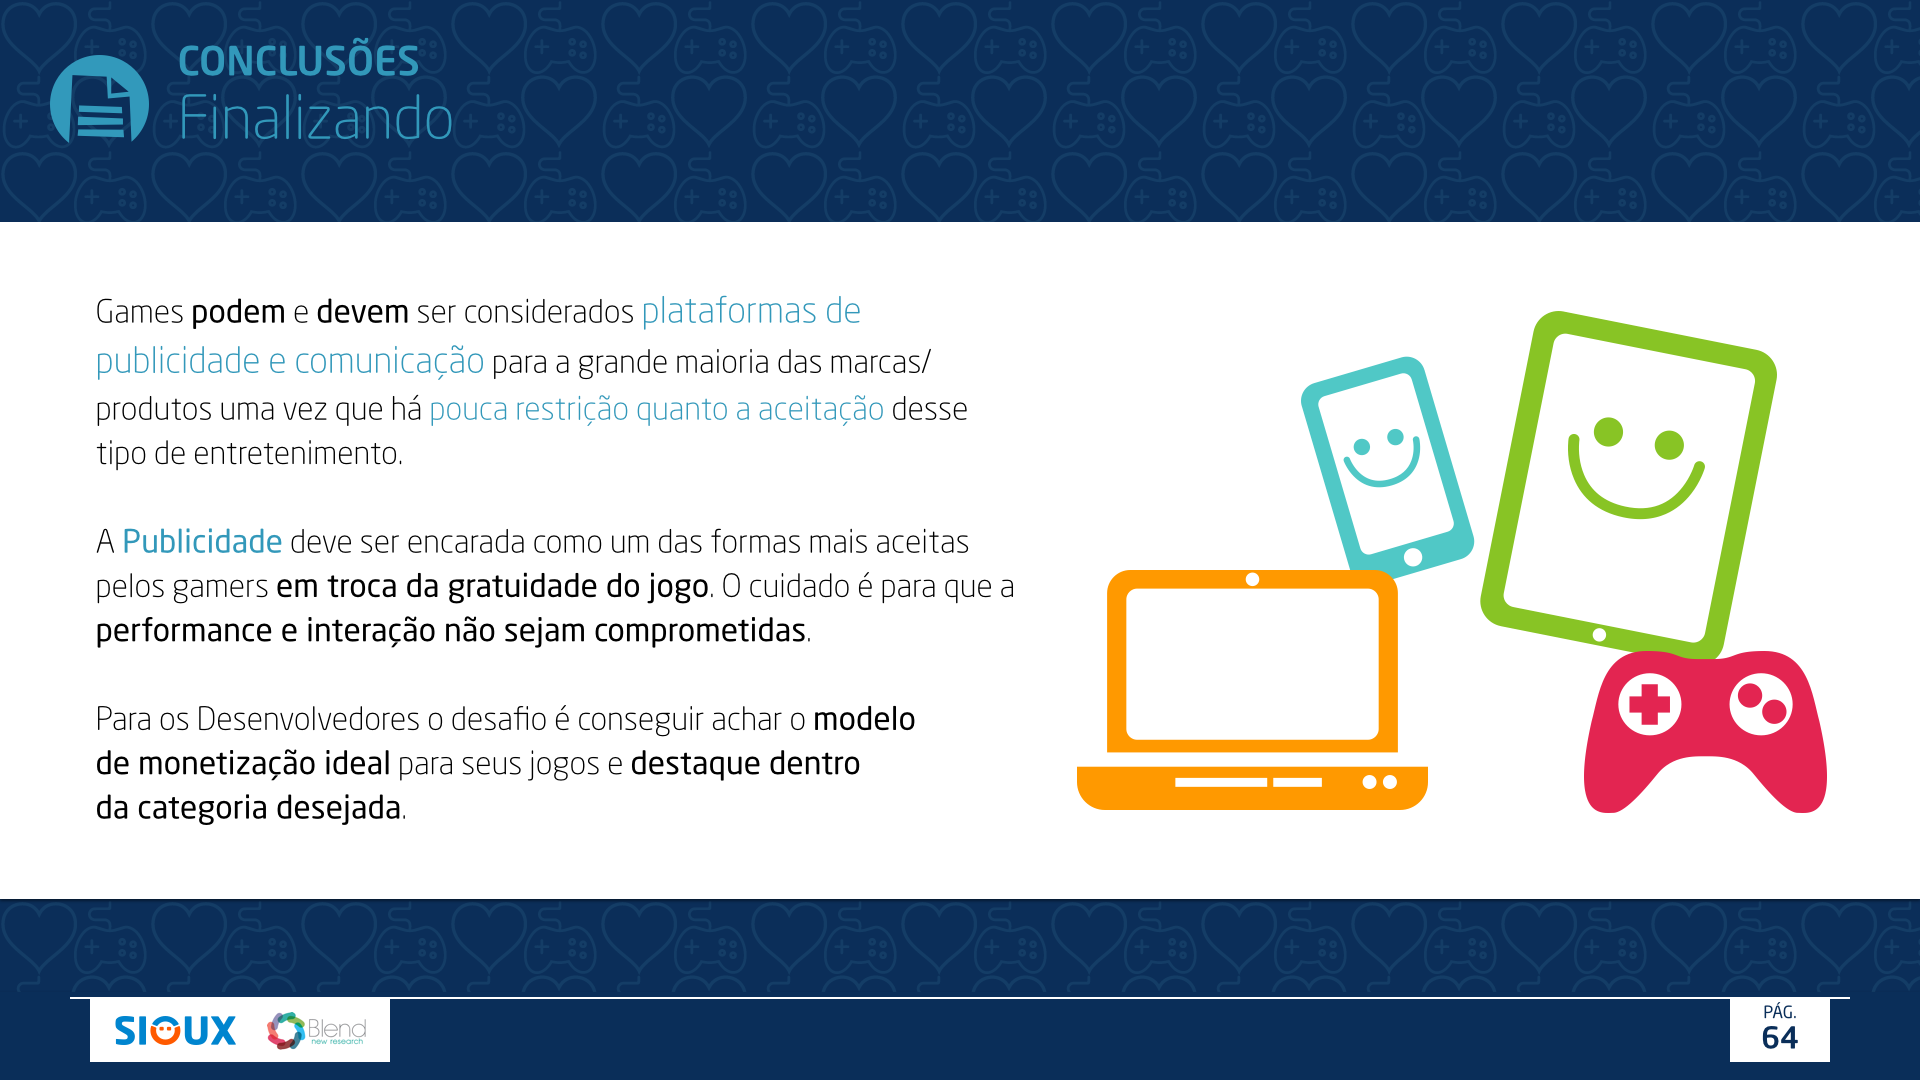 CONCLUSÕES
Finalizando
Games podem e devem ser considerados plataformas de
publicidade e comunicação para a grande maioria das marcas/
produtos uma vez que há pouca restrição quanto a aceitação desse
tipo de entretenimento.
A Publicidade deve ser encarada como um das formas mais aceitas
pelos gamers em troca da gratuidade do jogo. O cuidado é para que a
performance e interação não sejam comprometidas.
Para os Desenvolvedores o desafio é conseguir achar o modelo
de monetização ideal para seus jogos e destaque dentro
da categoria desejada.
SIOUX
Blend
new research
PÁG.
64